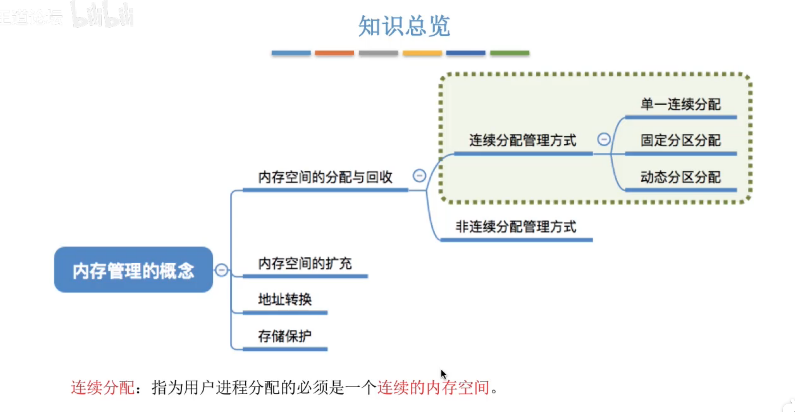 bilibili
知识总览
单一连续分配
连续分配管理方式
固定分区分配
动态分区分配
内存空间的分配与回收
非连续分配管理方式
内存管理的概念
内存空间的扩充
地址转换
存储保护
连续分配：指为用户进程分配的必须是一个连续的内存空间。